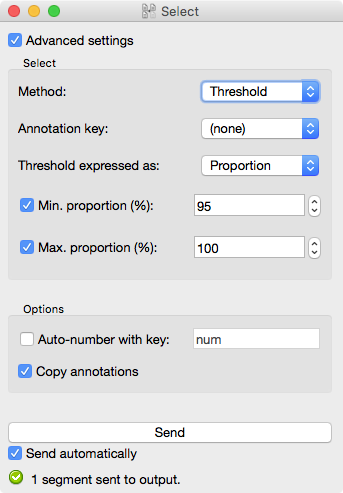 Select
Advanced settings
Select
Method: Threshold
Annotation key: (none)
Threshold expressed as: Proportion
Min. proportion (%): 95
Max. proportion (%): 100
Options
Auto-number with key: num
Copy annotations
Send
Send automatically
1 segment sent to output.